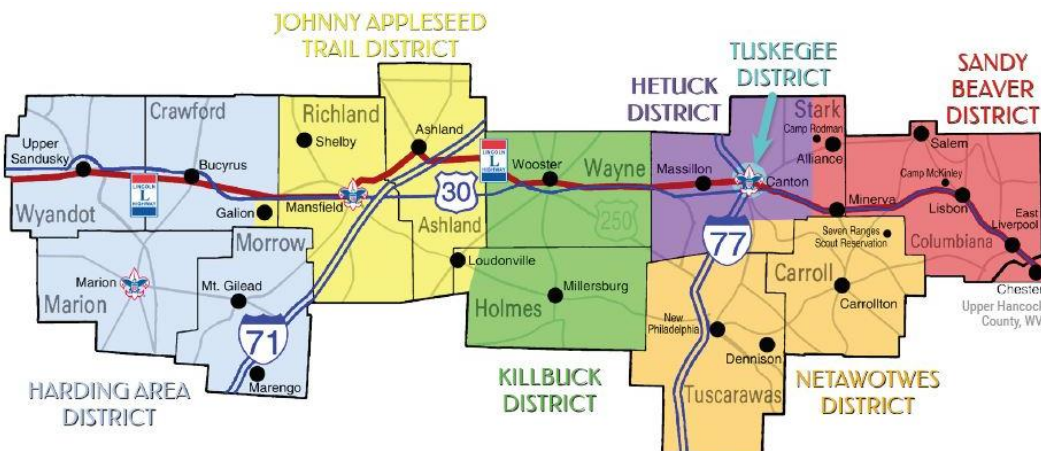 JOHNNY APPLESEED
TRAIL DISTRICT
TUSKEGEE
DISTRICT
HETUCK
DISTRICT
SANDY
BEAVER
DISTRICT
Crawford
Richland
Stark
Camp Rodman
Alliance
Salem
Upper
Sandusky
Bucyrus
Shelby
Ashland
LINCOLN
L
HIGHWAY
Wooster
Wayne
Massillon
Canton
Camp McKinley
Lisbon
Wyandot
LINCOLN
L
HIGHWAY
Galion
Mansfield
30
250
Minerva
East
Liverpool
Morrow
Ashland
77
Seven Ranges
Scout Reservation
Columbiana
Marion
Marion
Mt. Gilead
Loudonville
Holmes
Millersburg
Carroll
Carrollton
Chester
Upper Hancock
County, WV
71
New
Philadelphia
Dennison
Marengo
Tuscarawas
HARDING AREA
DISTRICT
KILLBUCK
DISTRICT
NETAWOTWES
DISTRICT